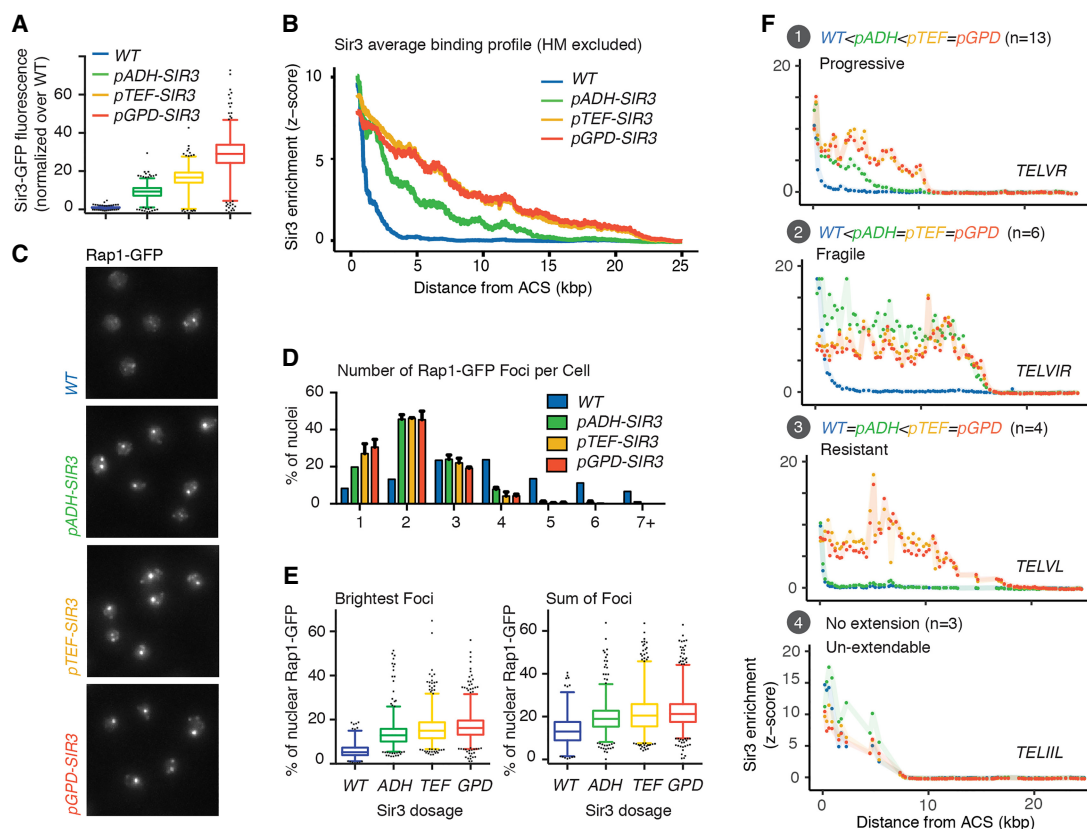 A
Sir3-GFP fluorescence
(normalized over WT)
60
40
20
0
WT
pADH-SIR3
pTEF-SIR3
pGPD-SIR3
B
Sir3 average binding profile (HM excluded)
Sir3 enrichment (z-score)
10
5
0
WT
pADH-SIR3
pTEF-SIR3
pGPD-SIR3
0 5 10 15 20 25
Distance from ACS (kbp)
C
Rap1-GFP
WT
pADH-SIR3
pTEF-SIR3
pGPD-SIR3
D
Number of Rap1-GFP Foci per Cell
% of nuclei
60
40
20
0
WT
pADH-SIR3
pTEF-SIR3
pGPD-SIR3
1 2 3 4 5 6 7+
E
Brightest Foci
% of nuclear Rap1-GFP
60
40
20
0
WT ADH TEF GPD
Sir3 dosage
Sum of Foci
% of nuclear Rap1-GFP
60
40
20
0
WT ADH TEF GPD
Sir3 dosage
F
1 WT<pADH<pTEF=pGPD (n=13)
Progressive
20
10
0
TELVR
2 WT<pADH=pTEF=pGPD (n=6)
Fragile
20
10
0
TELVIR
3 WT=pADH<pTEF=pGPD (n=4)
Resistant
20
10
0
TELVL
4 No extension (n=3)
Un-extendable
Sir3 enrichment
(z-score)
20
15
10
5
0
TELIIL
0 10 20
Distance from ACS (kbp)